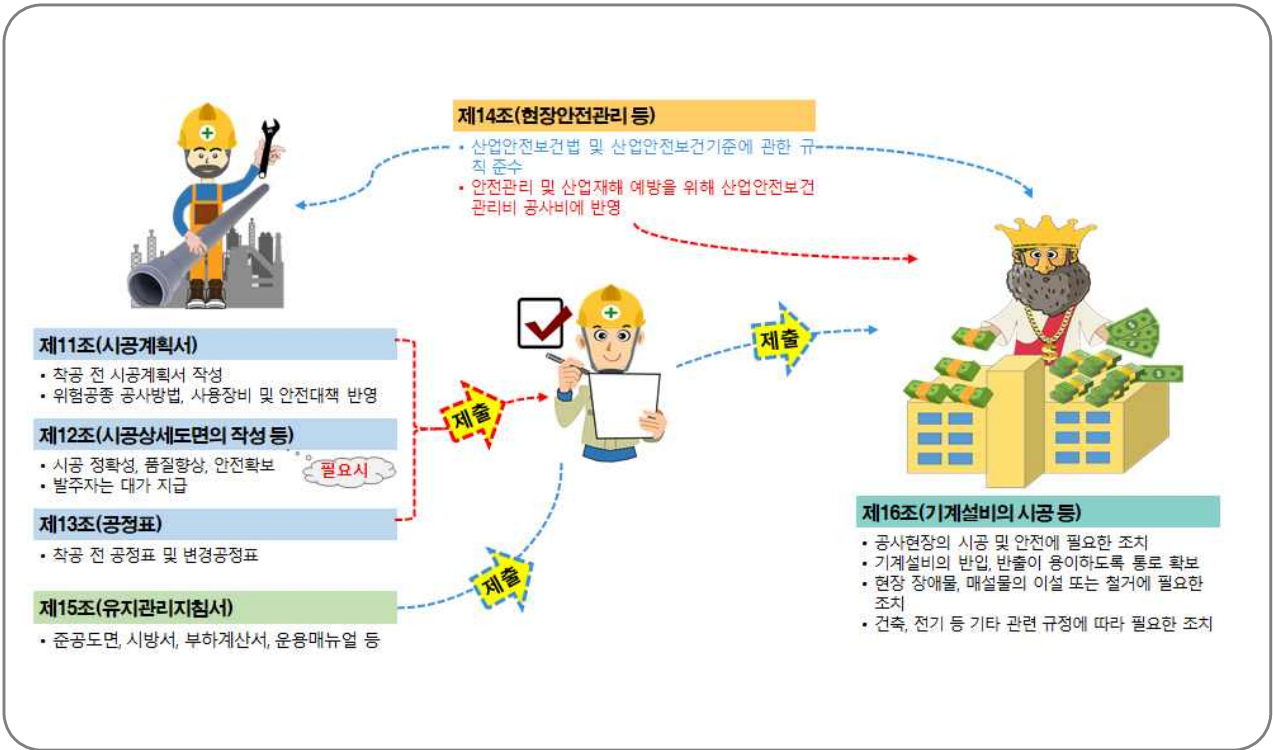 제14조(현장안전관리 등)
▪ 산업안전보건법 및 산업안전보건기준에 관한 규
칙 준수
▪ 안전관리 및 산업재해 예방을 위해 산업안전보건
관리비 공사비에 반영
제11조(시공계획서)
▪ 착공 전 시공계획서 작성
▪ 위험공종 공사방법, 사용장비 및 안전대책 반영
제12조(시공상세도면의 작성 등)
▪ 시공 정확성, 품질향상, 안전확보
필요시
▪ 발주자는 대가 지급
제13조(공정표)
▪ 착공 전 공정표 및 변경공정표
제15조(유지관리지침서)
▪ 준공도면, 시방서, 부하계산서, 운용매뉴얼 등
제출
제출
제출
제16조(기계설비의 시공 등)
▪ 공사현장의 시공 및 안전에 필요한 조치
▪ 기계설비의 반입, 반출이 용이하도록 통로 확보
▪ 현장 장애물, 매설물의 이설 또는 철거에 필요한
조치
▪ 건축, 전기 등 기타 관련 규정에 따라 필요한 조치